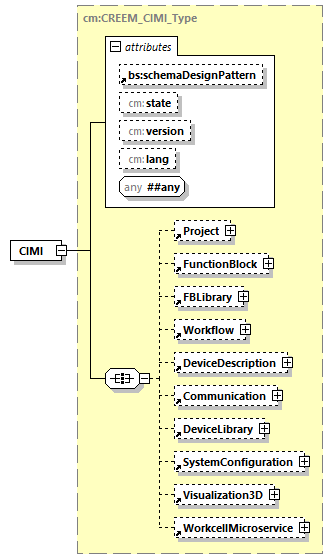 cm:CREEM_CIMI_Type
attributes
bs:schemaDesignPattern
cm:state
cm:version
cm:lang
any ##any
CIMI
Project
FunctionBlock
FBLibrary
Workflow
DeviceDescription
Communication
DeviceLibrary
SystemConfiguration
Visualization3D
WorkcellMicroservice